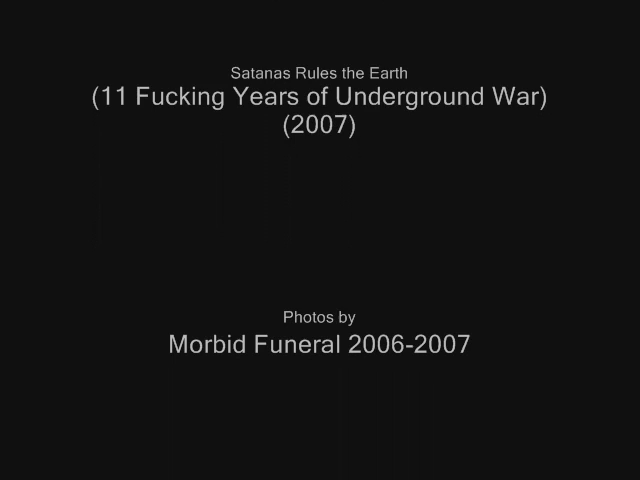 Satanas Rules the Earth
(11 Fucking Years of Underground War)
(2007)
Photos by
Morbid Funeral 2006-2007